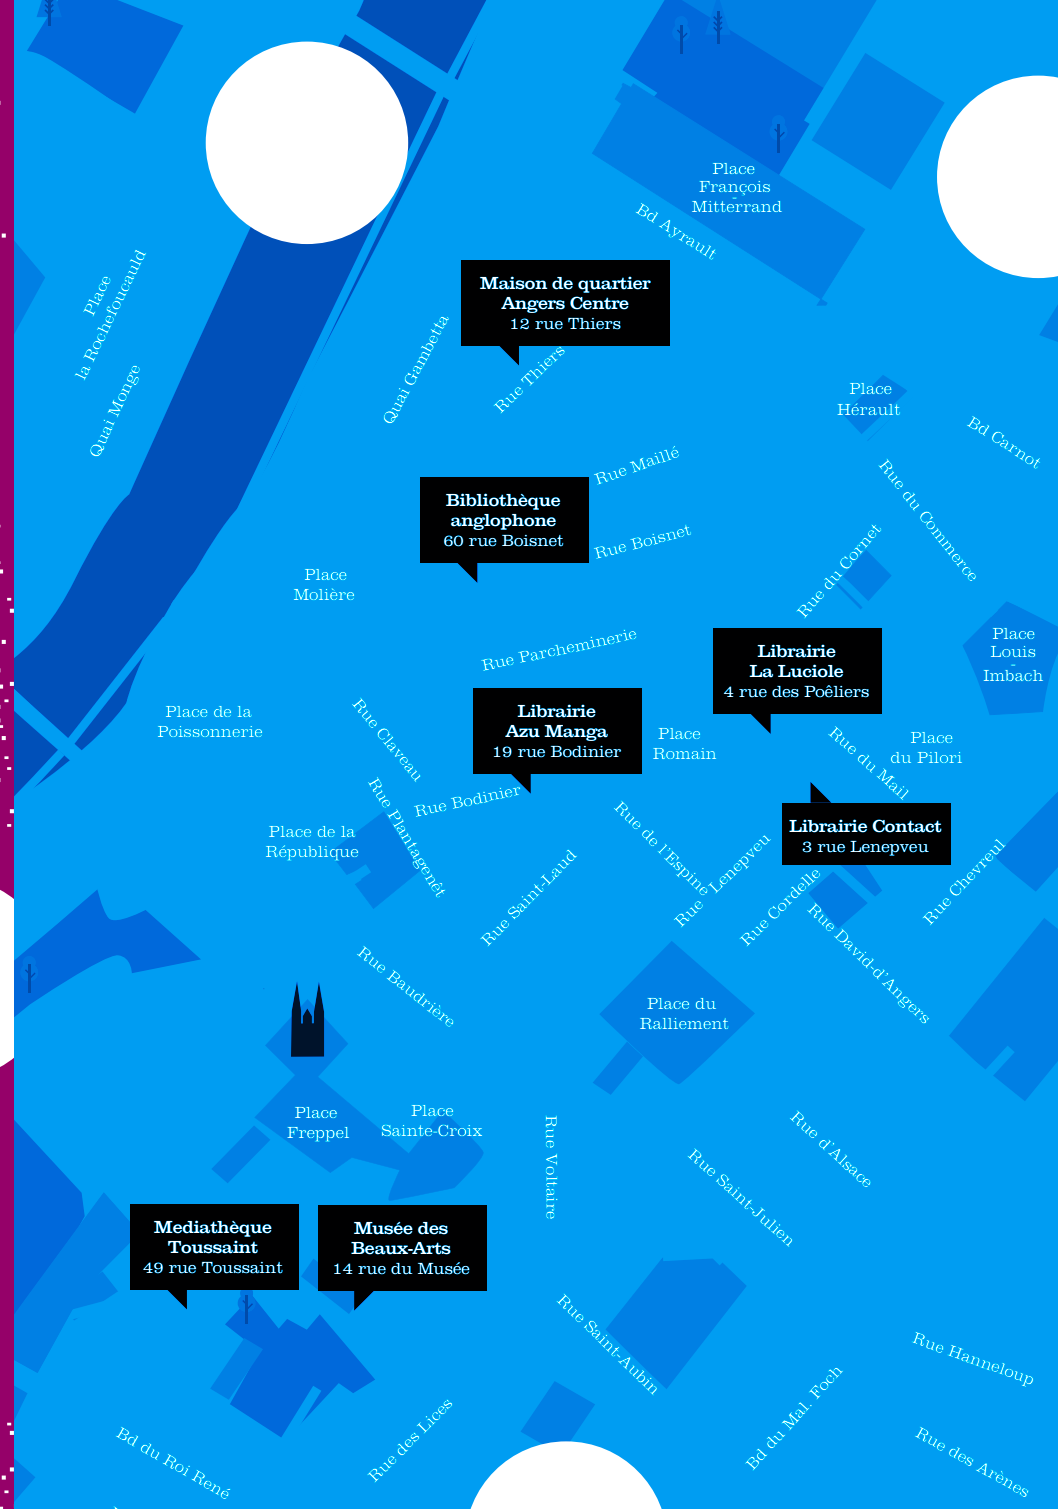 Place
François
-
Mitterrand
Bd Ayrault
Place
la Rochefoucauld
Quai Monge
Maison de quartier
Angers Centre
12 rue Thiers
Quai Gambetta
Rue Thiers
Place
Hérault
Bd Carnot
Rue Maillé
Rue du Commerce
Bibliothèque
anglophone
60 rue Boisnet
Rue Boisnet
Rue du Cornet
Place
Molière
Rue Parcheminerie
Place
Louis
-
Imbach
Librairie
La Luciole
4 rue des Poêliers
Librairie
Azu Manga
19 rue Bodinier
Place de la
Poissonnerie
Rue Claveau
Place
Romain
Rue du Mail
Place
du Pilori
Rue Bodinier
Rue Plantagenêt
Place de la
République
Librairie Contact
3 rue Lenepveu
Rue de l'Espine
Rue Lenepveu
Rue Saint-Laud
Rue Cordelle
Rue Chevreul
Rue David-d'Angers
Rue Baudrière
Place du
Ralliement
Place
Freppel
Place
Sainte-Croix
Rue Voltaire
Rue d'Alsace
Rue Saint-Julien
Mediathèque
Toussaint
49 rue Toussaint
Musée des
Beaux-Arts
14 rue du Musée
Rue Saint-Aubin
Rue Hanneloup
Bd du Mal. Foch
Rue des Lices
Bd du Roi René
Rue des Arènes